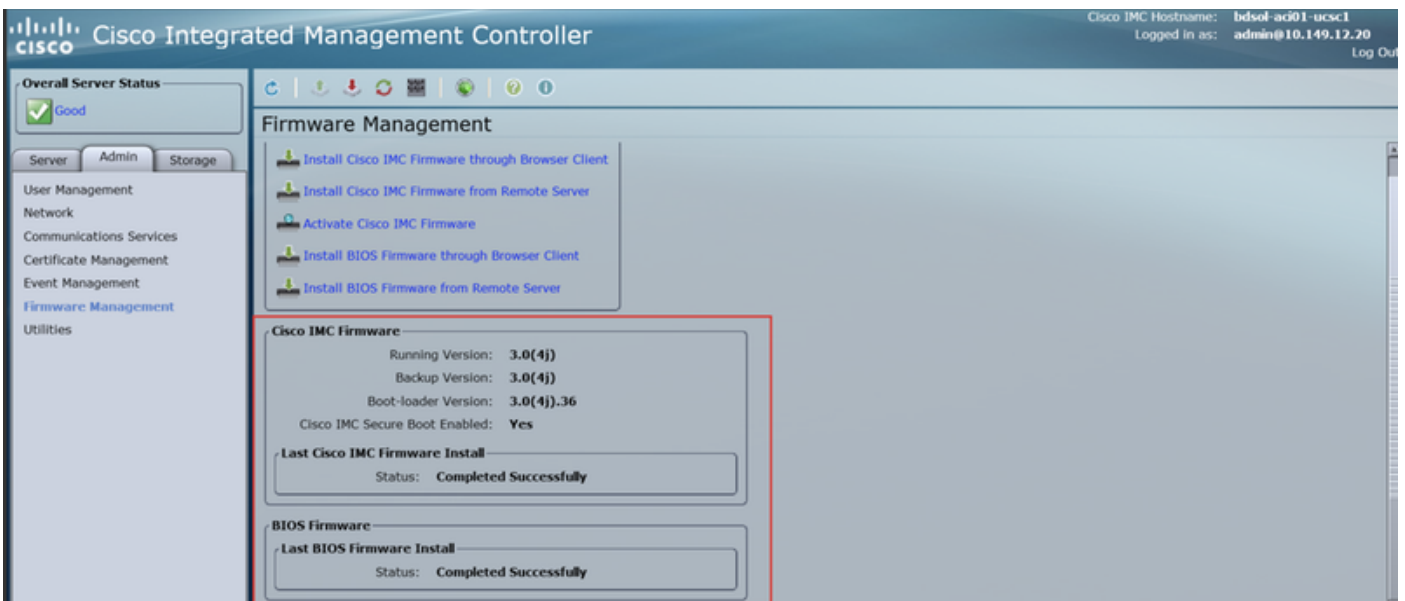 Cisco IMC Hostname: bdsol-aci01-ucsc1
CISCO Cisco Integrated Management Controller
Logged in as: admin@10.149.12.20
Log Out
Overall Server Status
Good
Server Admin Storage
User Management
Network
Communications Services
Certificate Management
Event Management
Firmware Management
Utilities
Firmware Management
Install Cisco IMC Firmware through Browser Client
Install Cisco IMC Firmware from Remote Server
Activate Cisco IMC Firmware
Install BIOS Firmware through Browser Client
Install BIOS Firmware from Remote Server
Cisco IMC Firmware
Running Version: 3.0(4j)
Backup Version: 3.0(4j)
Boot-loader Version: 3.0(4j).36
Cisco IMC Secure Boot Enabled: Yes
Last Cisco IMC Firmware Install
Status: Completed Successfully
BIOS Firmware
Last BIOS Firmware Install
Status: Completed Successfully